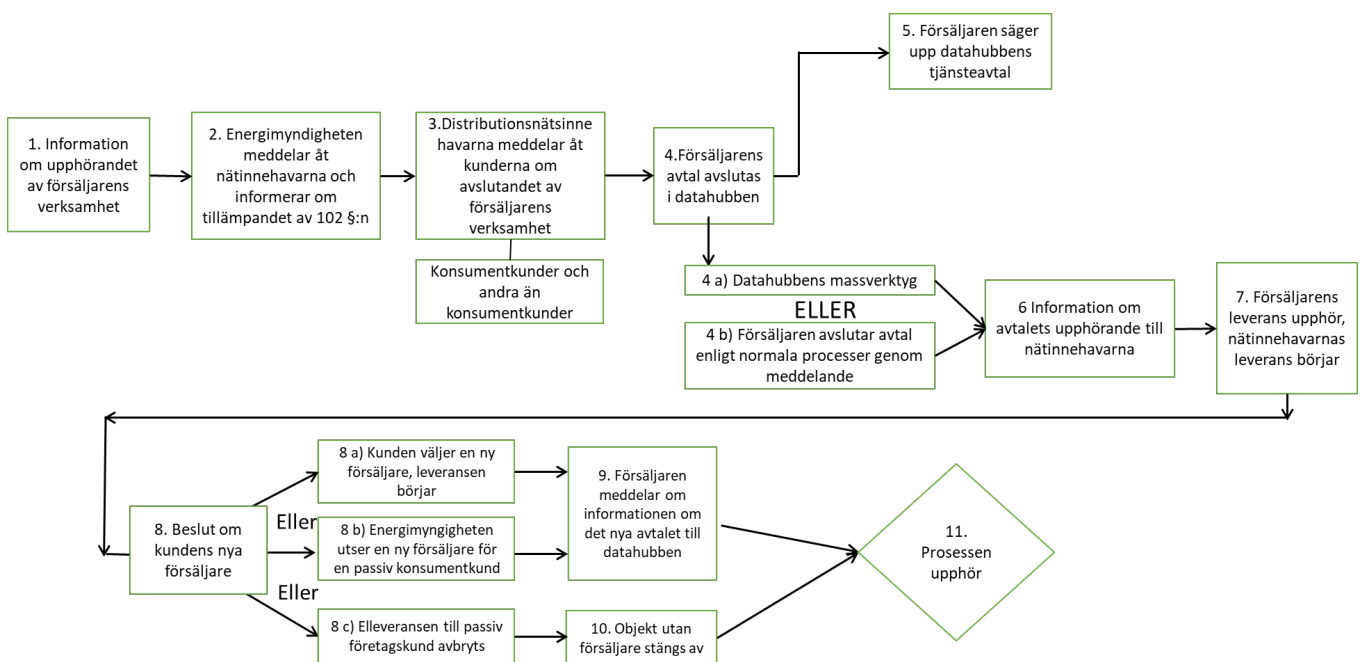 5. Försäljaren säger
upp datahubbens
tjänsteavtal
1. Information
om upphörandet
av försäljarens
verksamhet
2. Energimyndigheten
meddelar åt
nätinnehavarna och
informerar om
tillämpandet av 102 §:n
3.Distributionsnätsinne
havarna meddelar åt
kunderna om
avslutandet av
försäljarens
verksamhet
Konsumentkunder och
andra än
konsumentkunder
4.Försäljarens
avtal avslutas
i datahubben
4 a) Datahubbens massverktyg
ELLER
4 b) Försäljaren avslutar avtal
enligt normala processer genom
meddelande
6 Information om
avtalets upphörande till
nätinnehavarna
7. Försäljarens
leverans upphör,
nätinnehavarnas
leverans börjar
8. Beslut om
kundens nya
försäljare
8 a) Kunden väljer en ny
försäljare, leveransen
börjar
Eller
8 b) Energimyngigheten
utser en ny försäljare för
en passiv konsumentkund
Eller
8 c) Elleveransen till passiv
företagskund avbryts
9. Försäljaren
meddelar om
informationen om
det nya avtalet till
datahubben
10. Objekt utan
försäljare stängs av
11.
Prosessen
upphör